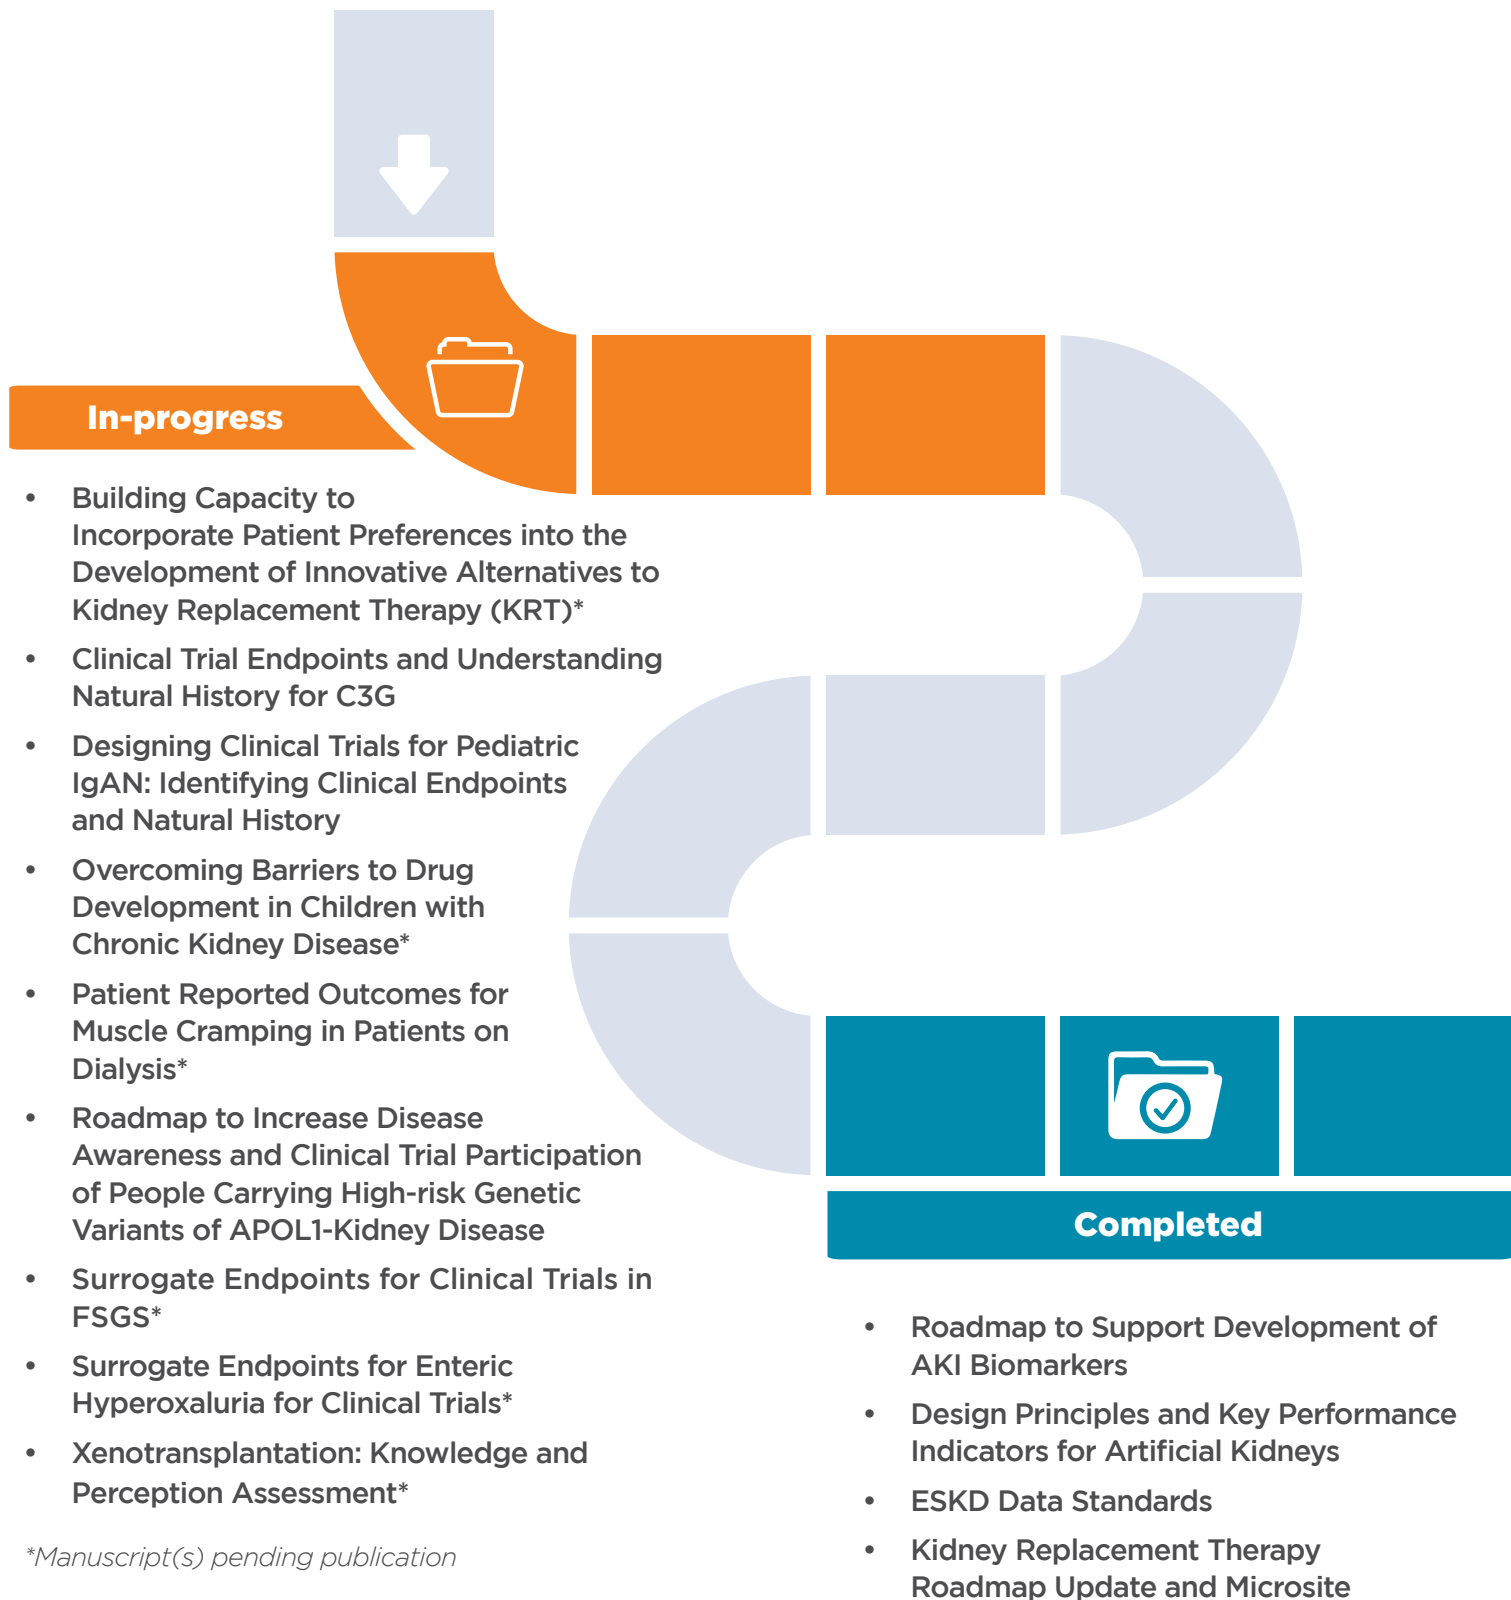 In-progress
• Building Capacity to
Incorporate Patient Preferences into the
Development of Innovative Alternatives to
Kidney Replacement Therapy (KRT)*
• Clinical Trial Endpoints and Understanding
Natural History for C3G
• Designing Clinical Trials for Pediatric
IgAN: Identifying Clinical Endpoints
and Natural History
• Overcoming Barriers to Drug
Development in Children with
Chronic Kidney Disease*
• Patient Reported Outcomes for
Muscle Cramping in Patients on
Dialysis*
• Roadmap to Increase Disease
Awareness and Clinical Trial Participation
of People Carrying High-risk Genetic
Variants of APOL1-Kidney Disease
• Surrogate Endpoints for Clinical Trials in
FSGS*
• Surrogate Endpoints for Enteric
Hyperoxaluria for Clinical Trials*
• Xenotransplantation: Knowledge and
Perception Assessment*
*Manuscript(s) pending publication
Completed
• Roadmap to Support Development of
AKI Biomarkers
• Design Principles and Key Performance
Indicators for Artificial Kidneys
• ESKD Data Standards
• Kidney Replacement Therapy
Roadmap Update and Microsite